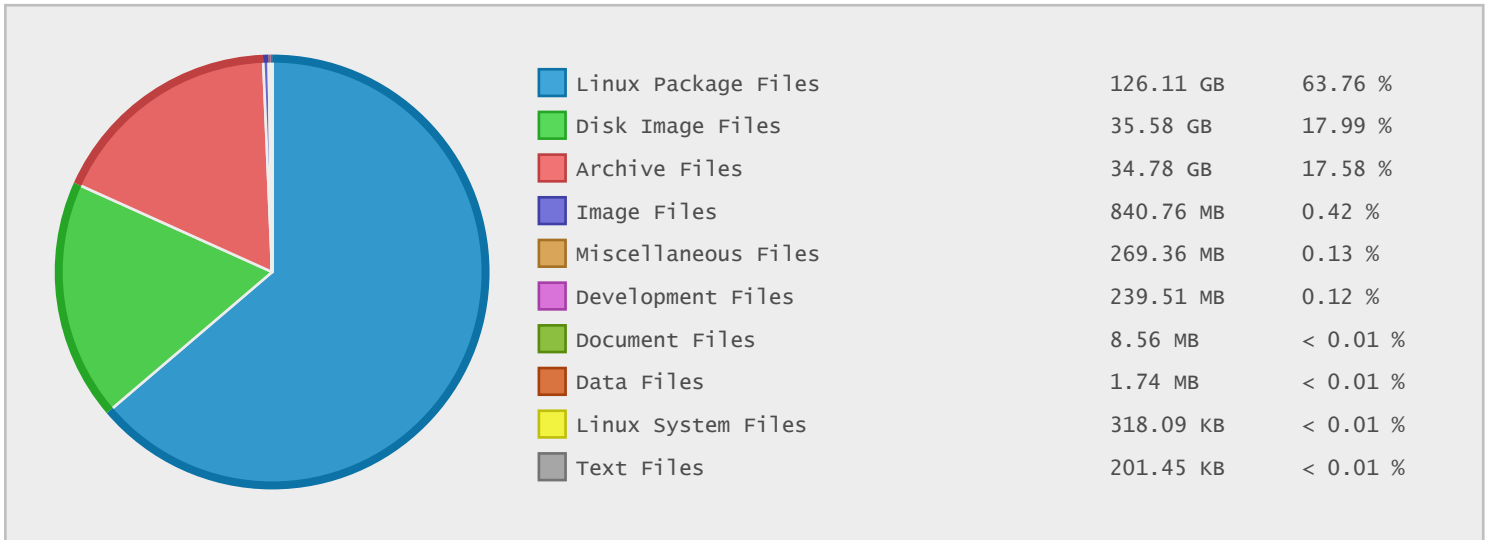 Linux Package Files 126.11 GB 63.76 %
Disk Image Files 35.58 GB 17.99 %
Archive Files 34.78 GB 17.58 %
Image Files 840.76 MB 0.42 %
Miscellaneous Files 269.36 MB 0.13 %
Development Files 239.51 MB 0.12 %
Document Files 8.56 MB < 0.01 %
Data Files 1.74 MB < 0.01 %
Linux System Files 318.09 KB < 0.01 %
Text Files 201.45 KB < 0.01 %